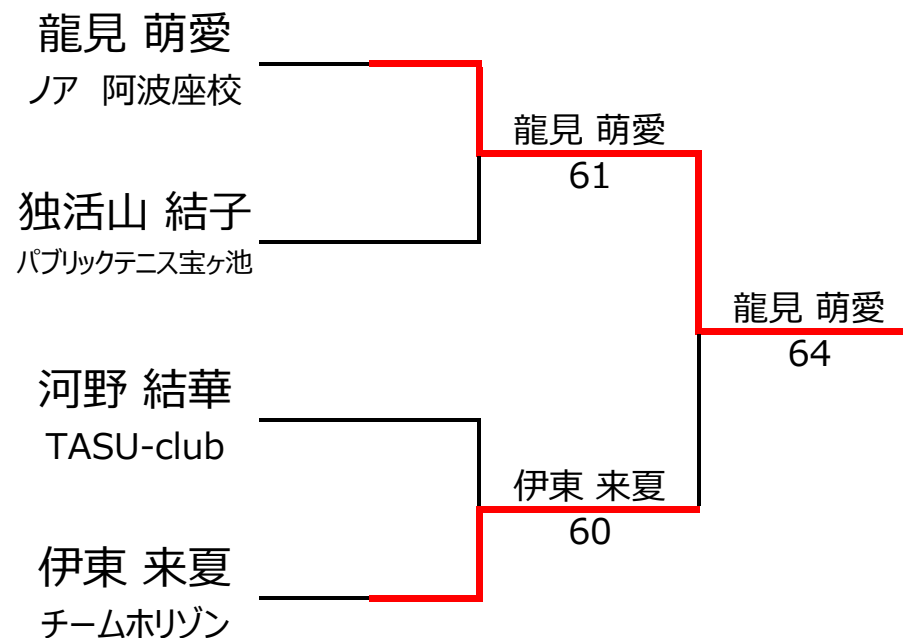 龍見 萌愛
ノア　阿波座校
龍見 萌愛
61
独活山 結子
パブリックテニス宝ヶ池
龍見 萌愛
64
河野 結華
TASU-club
伊東 来夏
60
伊東 来夏
チームホリゾン